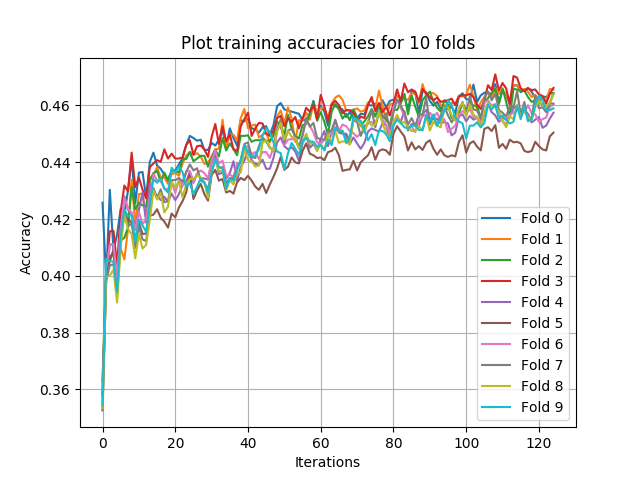 Plot training accuracies for 10 folds
Accuracy
0.46
0.44
0.42
0.40
0.38
0.36
0 20 40 60 80 100 120
Iterations
Fold 0
Fold 1
Fold 2
Fold 3
Fold 4
Fold 5
Fold 6
Fold 7
Fold 8
Fold 9